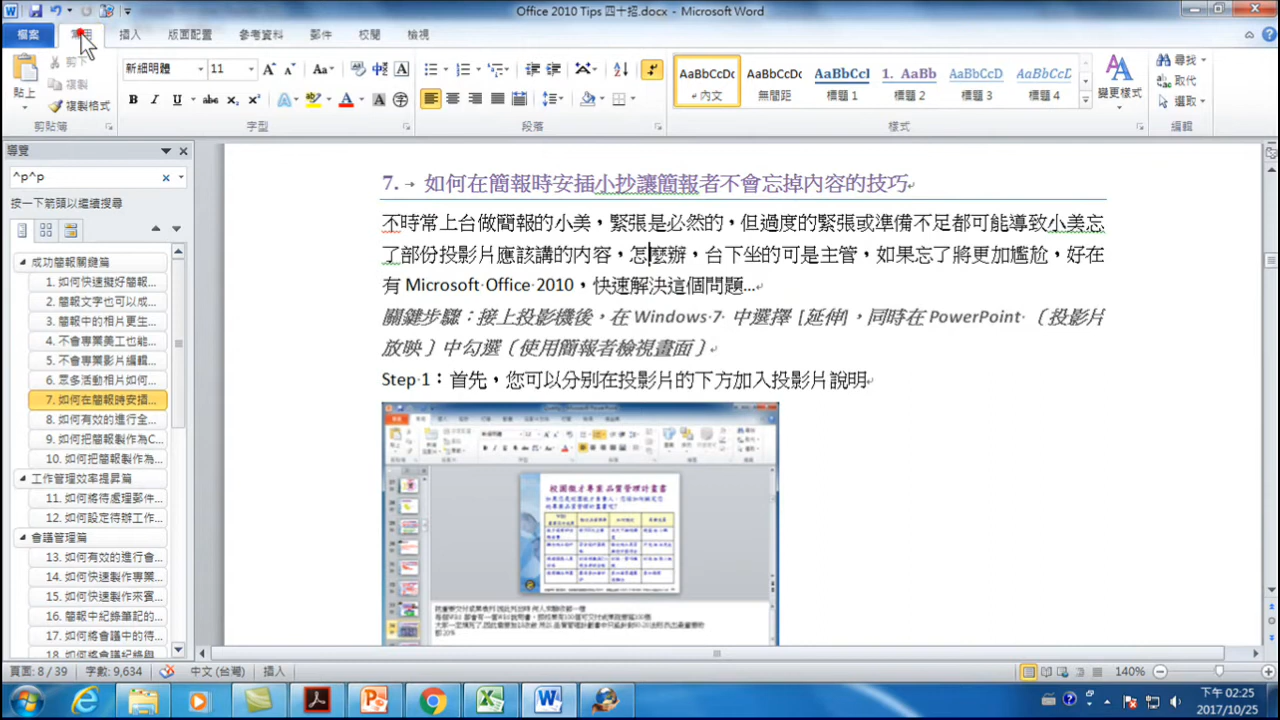 Office 2010 Tips 四十招.docx - Microsoft Word
檔案 常用 插入 版面配置 參考資料 郵件 校閱 檢視
貼上 剪下 複製 複製格式 剪貼簿
新細明體 11 字型
段落
AaBbCcDc 內文 AaBbCcDc 無間距 AaBbCcI 標題 1 1. AaBb 標題 2 AaBbCcDc 標題 3 AaBbCcDc 標題 4 變更樣式 樣式
尋找 取代 選取 編輯
導覽
^p^p
按一下箭頭以繼續搜尋
成功簡報關鍵篇
1. 如何快速擬好簡報...
2. 簡報文字也可以成...
3. 簡報中的相片更生...
4. 不會專業美工也能...
5. 不會專業影片編輯...
6. 眾多活動相片如何...
7. 如何在簡報時安插...
8. 如何有效的進行全...
9. 如何把簡報製作為C...
10. 如何把簡報製作為...
工作管理效率提昇篇
11. 如何將待處理郵件...
12. 如何設定待辦工作...
會議管理篇
13. 如何有效的進行會...
14. 如何快速製作專業...
15. 如何快速製作來賓...
16. 簡報中紀錄筆記的...
17. 如何將會議中的待...
18. 如何將會議紀錄與...
7. 如何在簡報時安插小抄讓簡報者不會忘掉內容的技巧
不時常上台做簡報的小美，緊張是必然的，但過度的緊張或準備不足都可能導致小美忘
了部份投影片應該講的內容，怎麼辦，台下坐的可是主管，如果忘了將更加尷尬，好在
有 Microsoft Office 2010，快速解決這個問題...
關鍵步驟：接上投影機後，在 Windows 7 中選擇 [延伸]，同時在 PowerPoint 〔投影片
放映〕中勾選〔使用簡報者檢視畫面〕
Step 1：首先，您可以分別在投影片的下方加入投影片說明
校園徵才專案品質管理計畫書
頁面: 8 / 39 字數: 9,634 中文 (台灣) 插入 140%
下午 02:25
2017/10/25